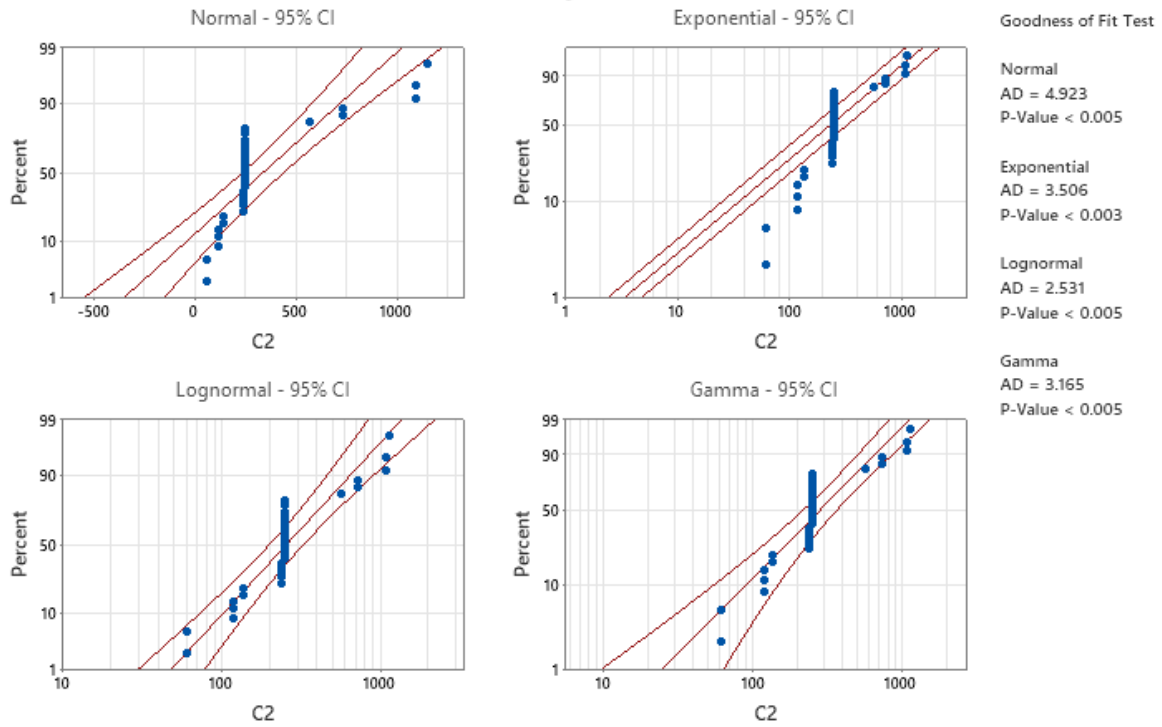 Normal - 95% CI
99
90
50
10
1
Percent
-500 0 500 1000
C2
Exponential - 95% CI
90
50
10
1
Percent
1 10 100 1000
C2
Goodness of Fit Test
Normal
AD = 4.923
P-Value < 0.005
Exponential
AD = 3.506
P-Value < 0.003
Lognormal
AD = 2.531
P-Value < 0.005
Gamma
AD = 3.165
P-Value < 0.005
Lognormal - 95% CI
99
90
50
10
1
Percent
10 100 1000
C2
Gamma - 95% CI
99
90
50
10
1
Percent
10 100 1000
C2